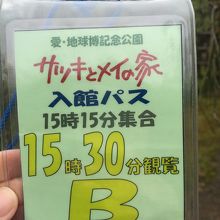 愛・地球博記念公園
サツキとメイの家
入館パス
15時15分集合
15時30分観覧
B